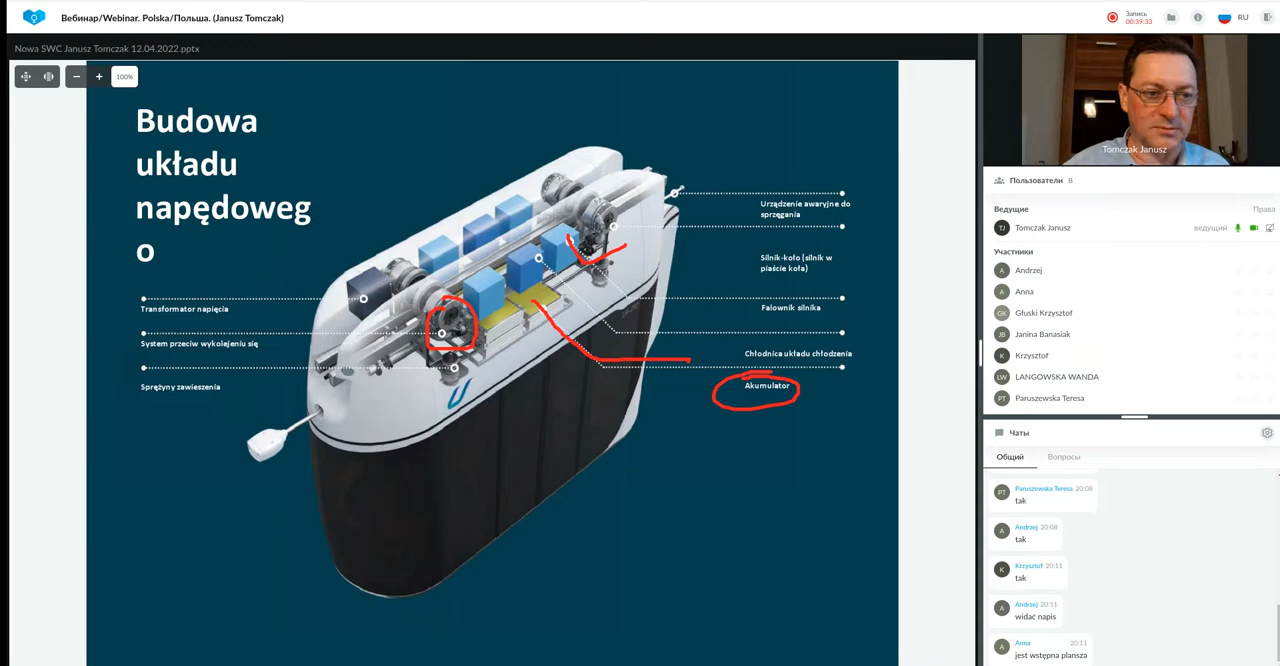 Вебинар/Webinar. Polska/Польша. (Janusz Tomczak)
Запись
00:39:33
RU
Nowa SWC Janusz Tomczak 12.04.2022.pptx
100%
Budowa
układu
napędoweg
o
Transformator napięcia
System przeciw wykolejeniu się
Sprężyny zawieszenia
Urządzenie awaryjne do
sprzęgania
Silnik-koło (silnik w
piaście koła)
Falownik silnika
Chłodnica układu chłodzenia
Akumulator
Tomczak Janusz
Пользователи 8
Ведущие Права
TJ Tomczak Janusz ведущий
Участники
A Andrzej
A Anna
GK Głuski Krzysztof
JB Janina Banasiak
K Krzysztof
LW LANGOWSKA WANDA
PT Paruszewska Teresa
Чаты
Общий Вопросы
PT Paruszewska Teresa 20:08
tak
A Andrzej 20:08
tak
K Krzysztof 20:11
tak
A Andrzej 20:11
widać napis
A Anna 20:11
jest wstępna plansza